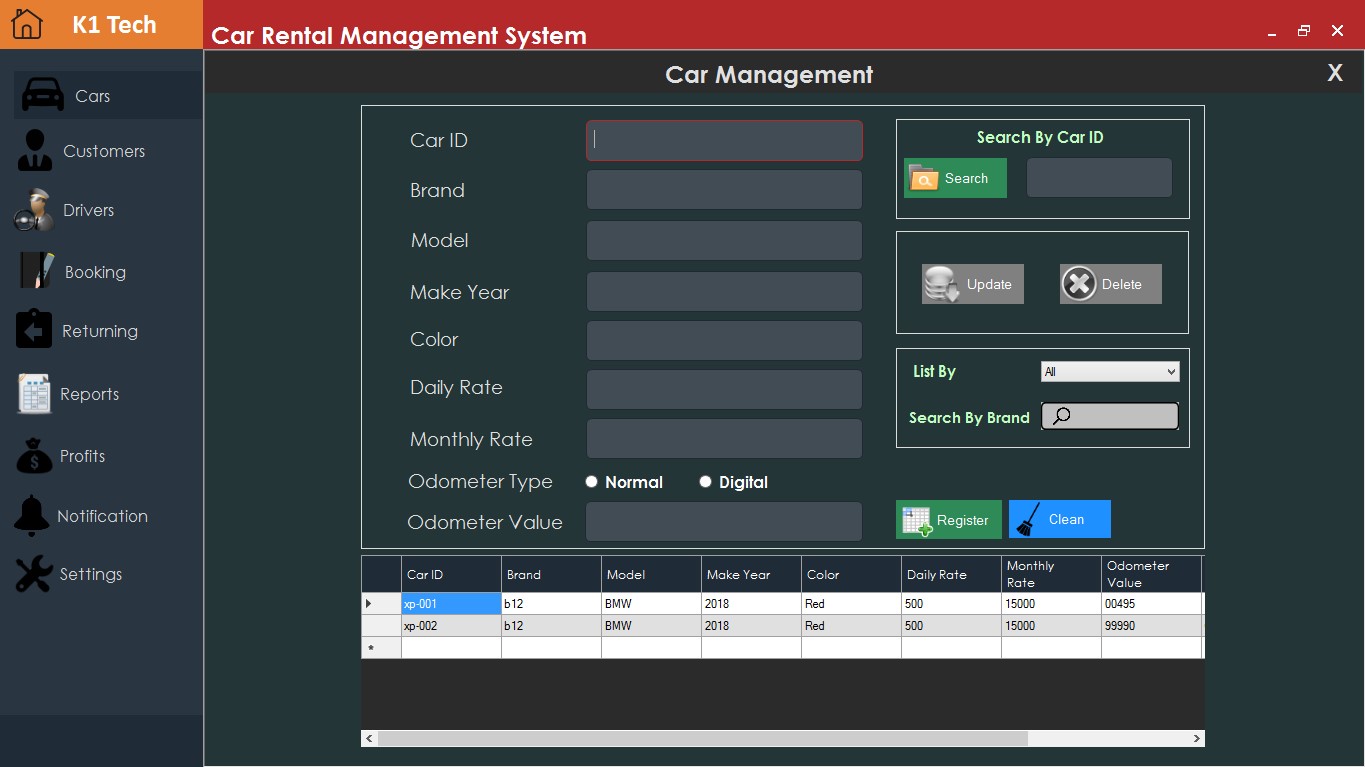 K1 Tech
Car Rental Management System
Car Management
X
Cars
Customers
Drivers
Booking
Returning
Reports
Profits
Notification
Settings
Car ID
Brand
Model
Make Year
Color
Daily Rate
Monthly Rate
Odometer Type
Normal
Digital
Odometer Value
Search By Car ID
Search
Update
Delete
List By
All
Search By Brand
Register
Clean
Car ID Brand Model Make Year Color Daily Rate Monthly Rate Odometer Value
xp-001 b12 BMW 2018 Red 500 15000 00495
xp-002 b12 BMW 2018 Red 500 15000 99990
*